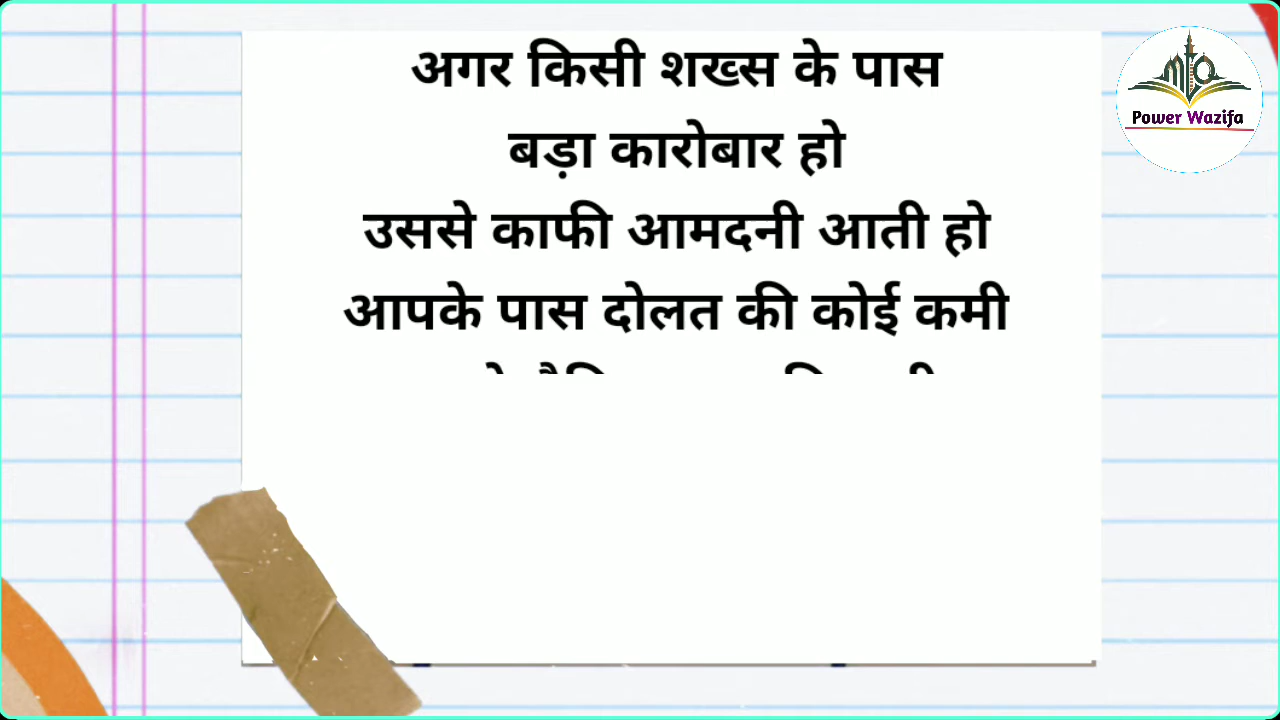 अगर किसी शख्स के पास
बड़ा कारोबार हो
उससे काफी आमदनी आती हो
आपके पास दोलत की कोई कमी
Power Wazifa